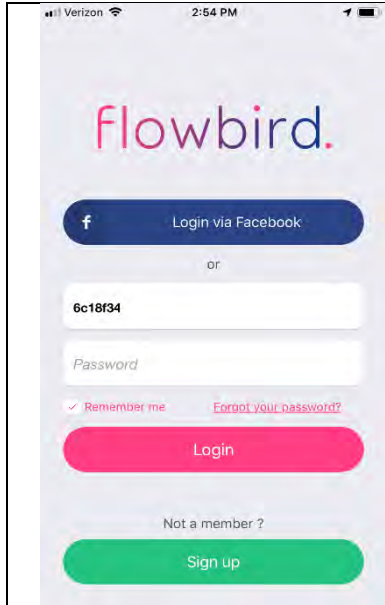 Verizon 2:54 PM
flowbird.
f Login via Facebook
or
6c18f34
Password
Remember me Forgot your password?
Login
Not a member ?
Sign up